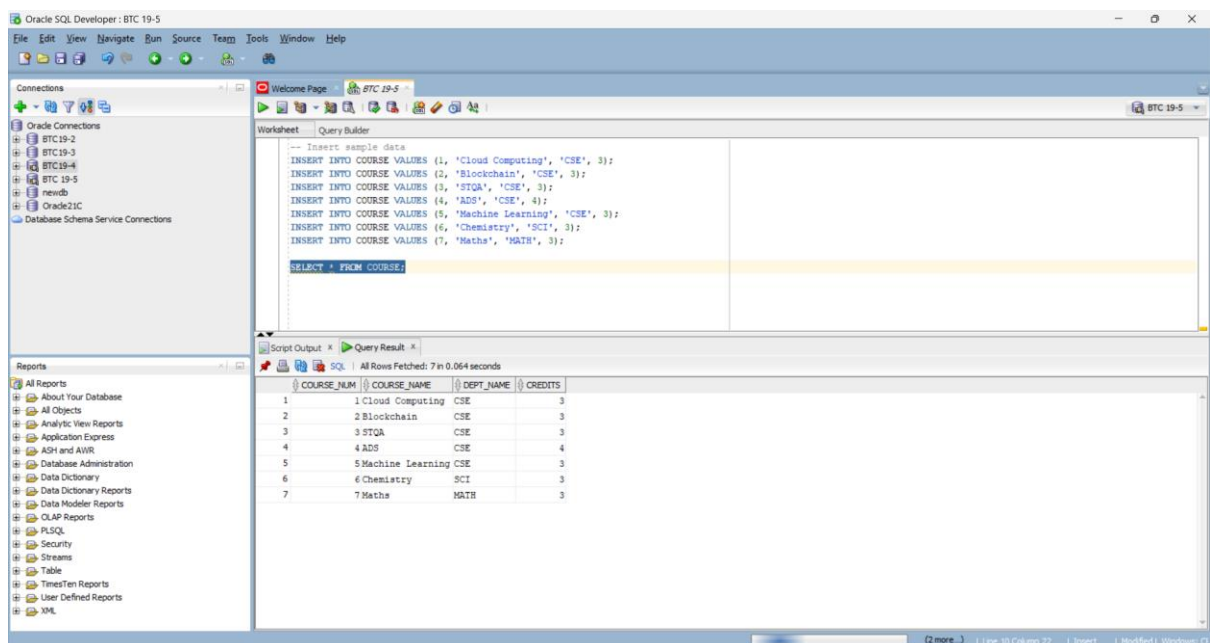 Oracle SQL Developer : BTC 19-5
File Edit View Navigate Run Source Team Tools Window Help
Connections
Oracle Connections
BTC19-2
BTC19-3
BTC19-4
BTC 19-5
newdb
Oracle21C
Database Schema Service Connections
Reports
All Reports
About Your Database
All Objects
Analytic View Reports
Application Express
ASH and AWR
Database Administration
Data Dictionary
Data Dictionary Reports
Data Modeler Reports
OLAP Reports
PLSQL
Security
Streams
Table
TimesTen Reports
User Defined Reports
XML
Welcome Page BTC 19-5
BTC 19-5
Worksheet Query Builder
-- Insert sample data
INSERT INTO COURSE VALUES (1, 'Cloud Computing', 'CSE', 3);
INSERT INTO COURSE VALUES (2, 'Blockchain', 'CSE', 3);
INSERT INTO COURSE VALUES (3, 'STQA', 'CSE', 3);
INSERT INTO COURSE VALUES (4, 'ADS', 'CSE', 4);
INSERT INTO COURSE VALUES (5, 'Machine Learning', 'CSE', 3);
INSERT INTO COURSE VALUES (6, 'Chemistry', 'SCI', 3);
INSERT INTO COURSE VALUES (7, 'Maths', 'MATH', 3);
SELECT * FROM COURSE;
Script Output Query Result
SQL | All Rows Fetched: 7 in 0.064 seconds
COURSE_NUM COURSE_NAME DEPT_NAME CREDITS
1 1 Cloud Computing CSE 3
2 2 Blockchain CSE 3
3 3 STQA CSE 3
4 4 ADS CSE 4
5 5 Machine Learning CSE 3
6 6 Chemistry SCI 3
7 7 Maths MATH 3
(2 more...) | Line 10 Column 22 | Insert | Modified | Windows: C